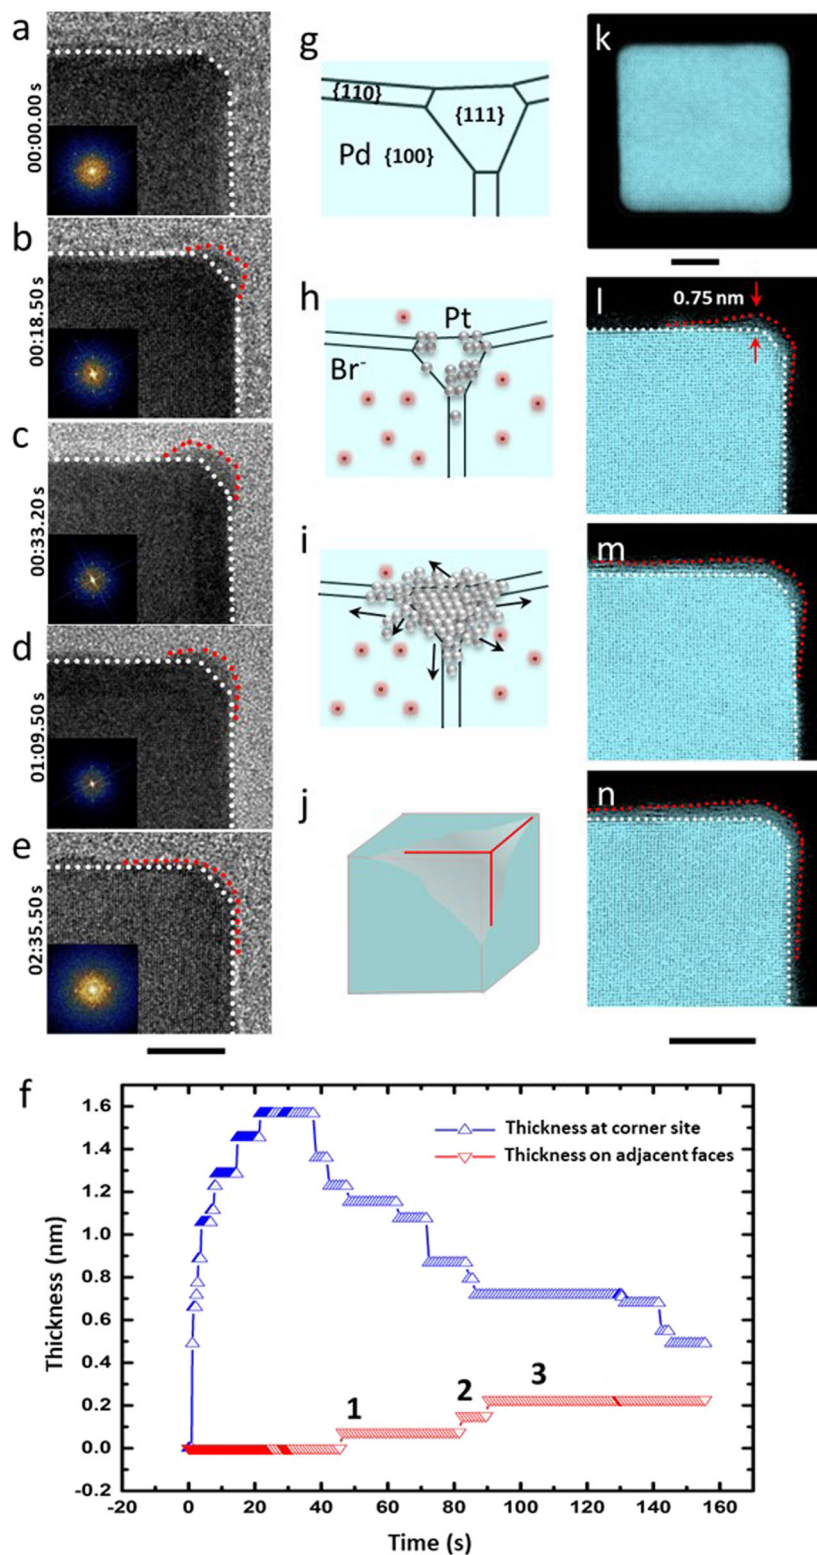 a
00:00.00 s
b
00:18.50 s
c
00:33.20 s
d
01:09.50 s
e
02:35.50 s
g
{110}
{111}
Pd {100}
h
Pt
Br-
i
j
k
l
0.75 nm
m
n
f
Thickness (nm)
1.6
1.4
1.2
1.0
0.8
0.6
0.4
0.2
0.0
-0.2
Thickness at corner site
Thickness on adjacent faces
1
2
3
-20 0 20 40 60 80 100 120 140 160
Time (s)